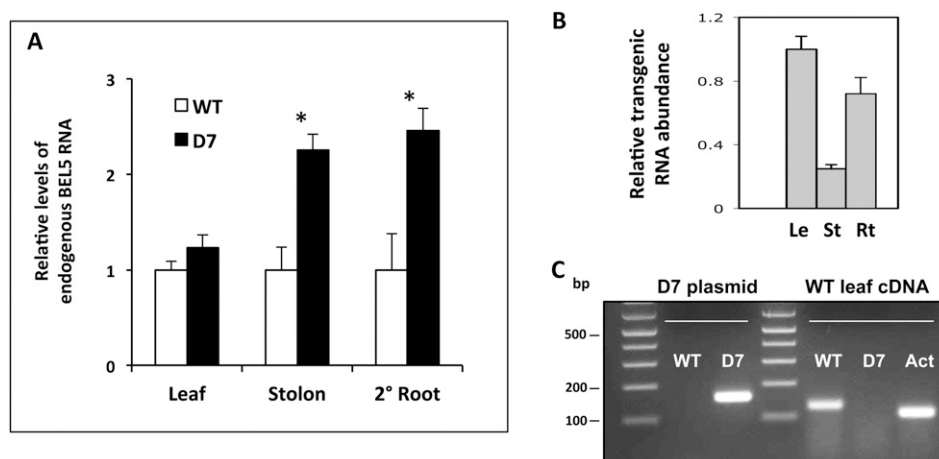 A
Relative levels of
endogenous BEL5 RNA
3
2
1
0
WT
D7
*
*
Leaf Stolon 2° Root
B
Relative transgenic
RNA abundance
1.2
0.8
0.4
0
Le St Rt
C
bp
D7 plasmid WT leaf cDNA
500
200
100
WT D7 WT D7 Act